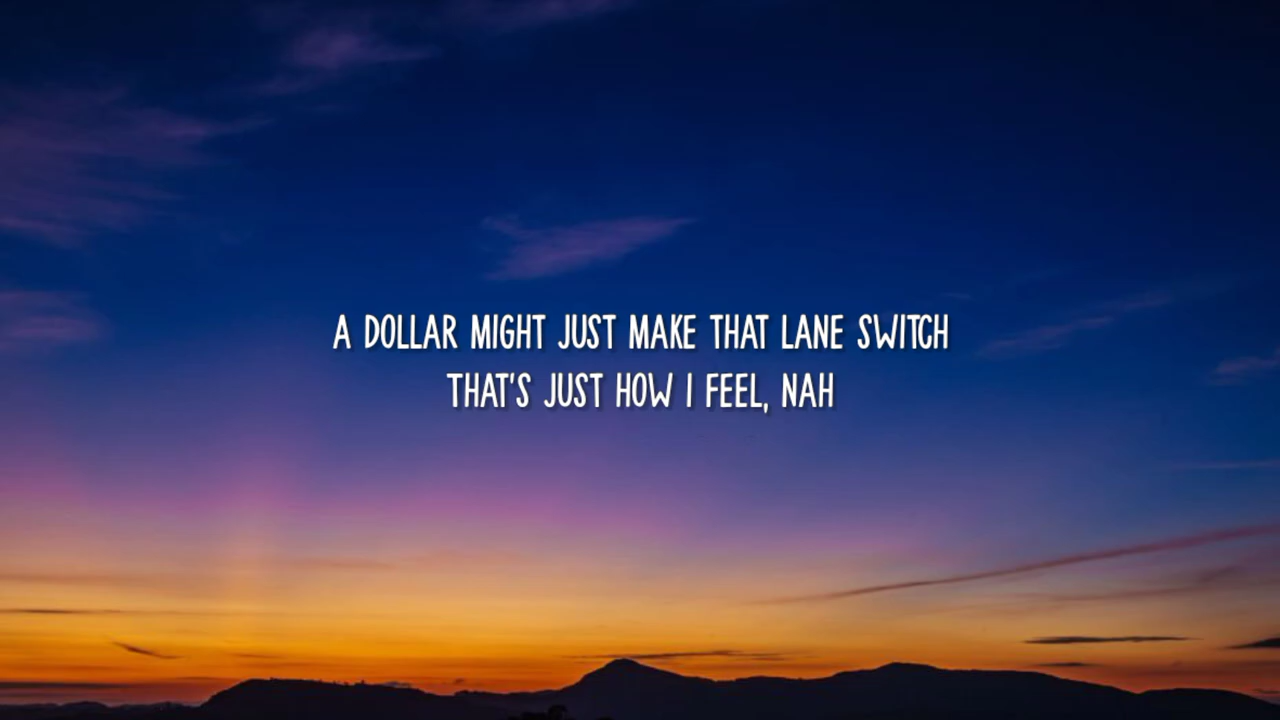 A DOLLAR MIGHT JUST MAKE THAT LANE SWITCH
THAT'S JUST HOW I FEEL, NAH